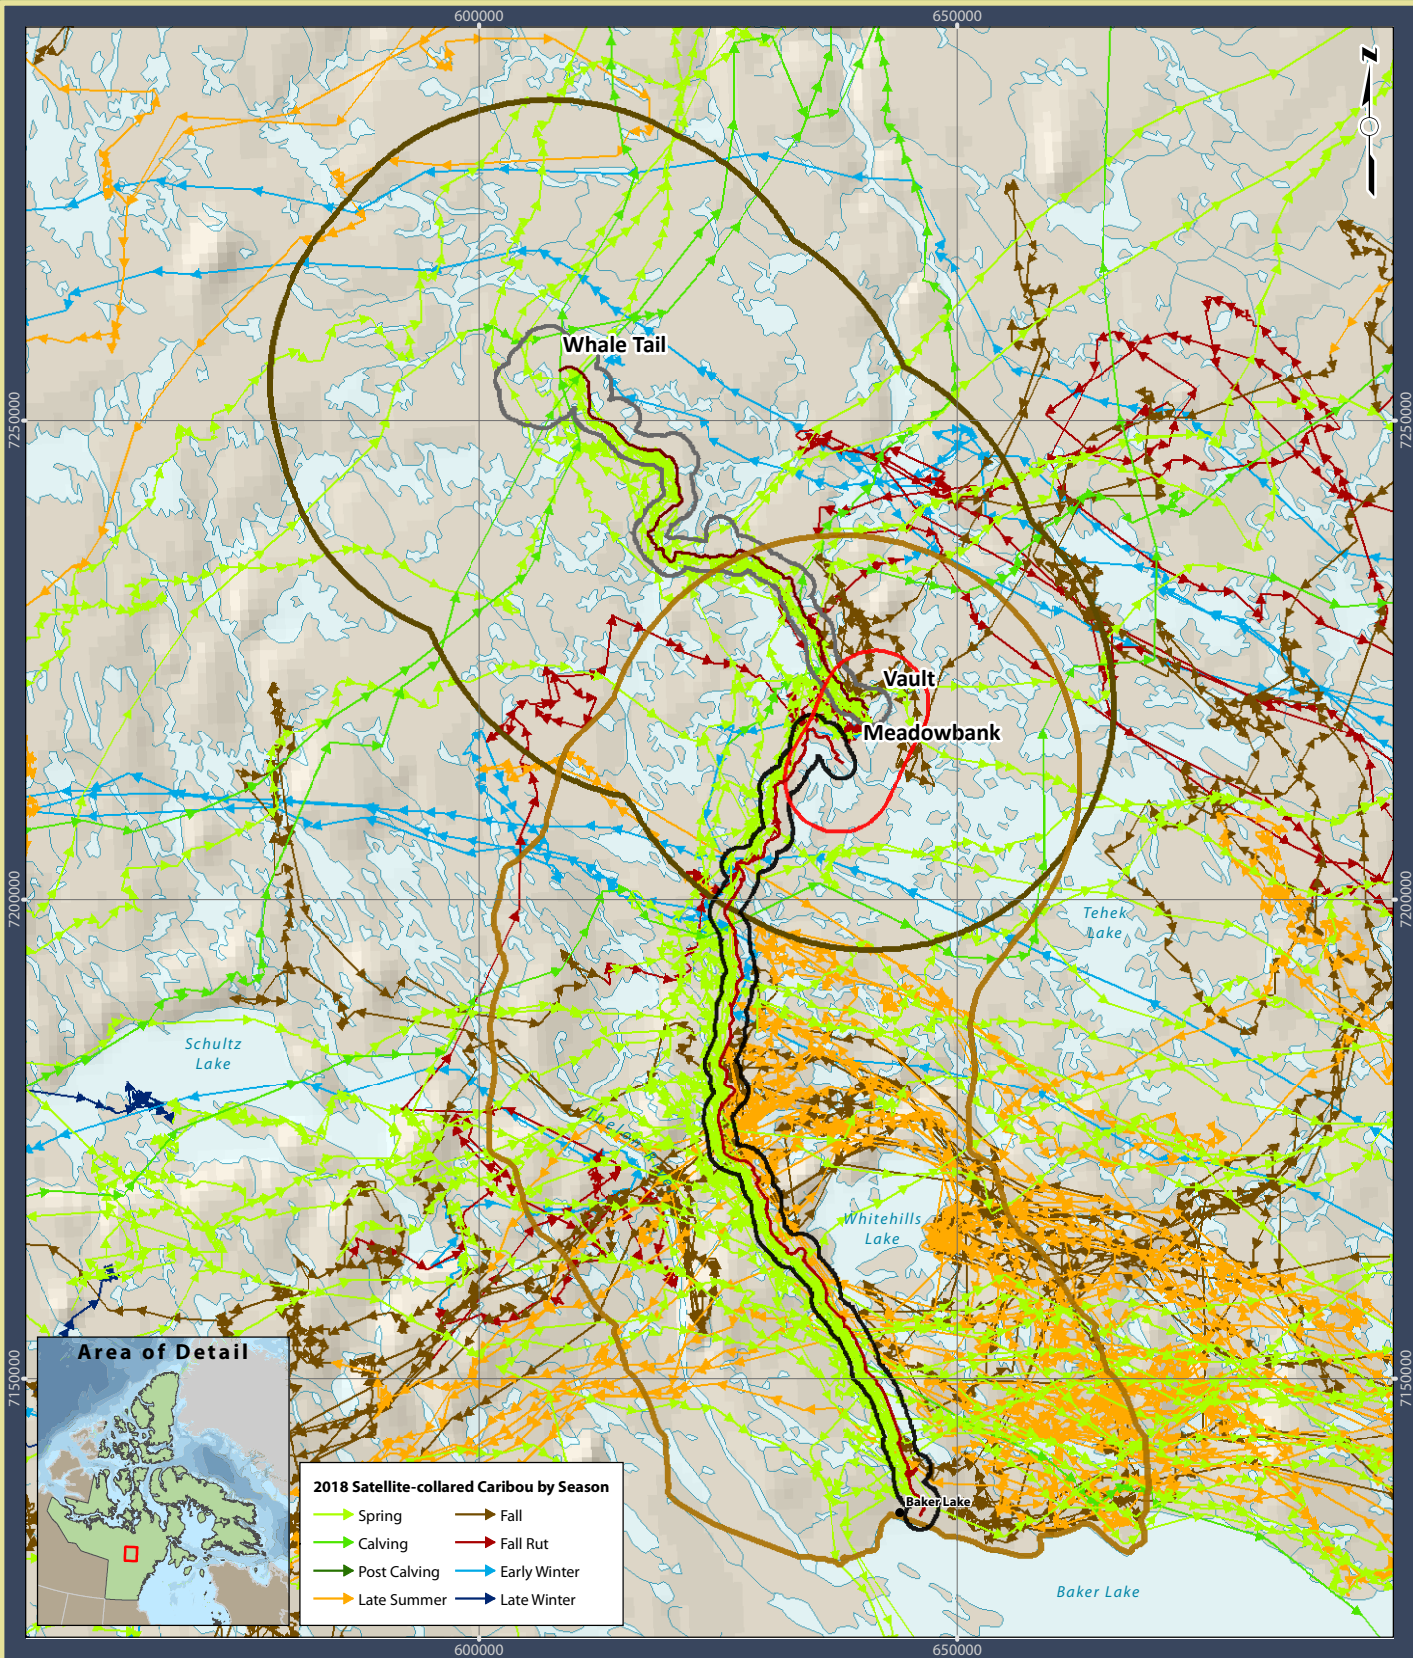 600000
650000
N
Whale Tail
7250000
7250000
Vault
Meadowbank
7200000
7200000
Tehek
Lake
Schultz
Lake
Thelon River
Whitehills
Lake
7150000
7150000
Area of Detail
2018 Satellite-collared Caribou by Season
Spring
Fall
Calving
Fall Rut
Post Calving
Early Winter
Late Summer
Late Winter
Baker Lake
Baker Lake
600000
650000